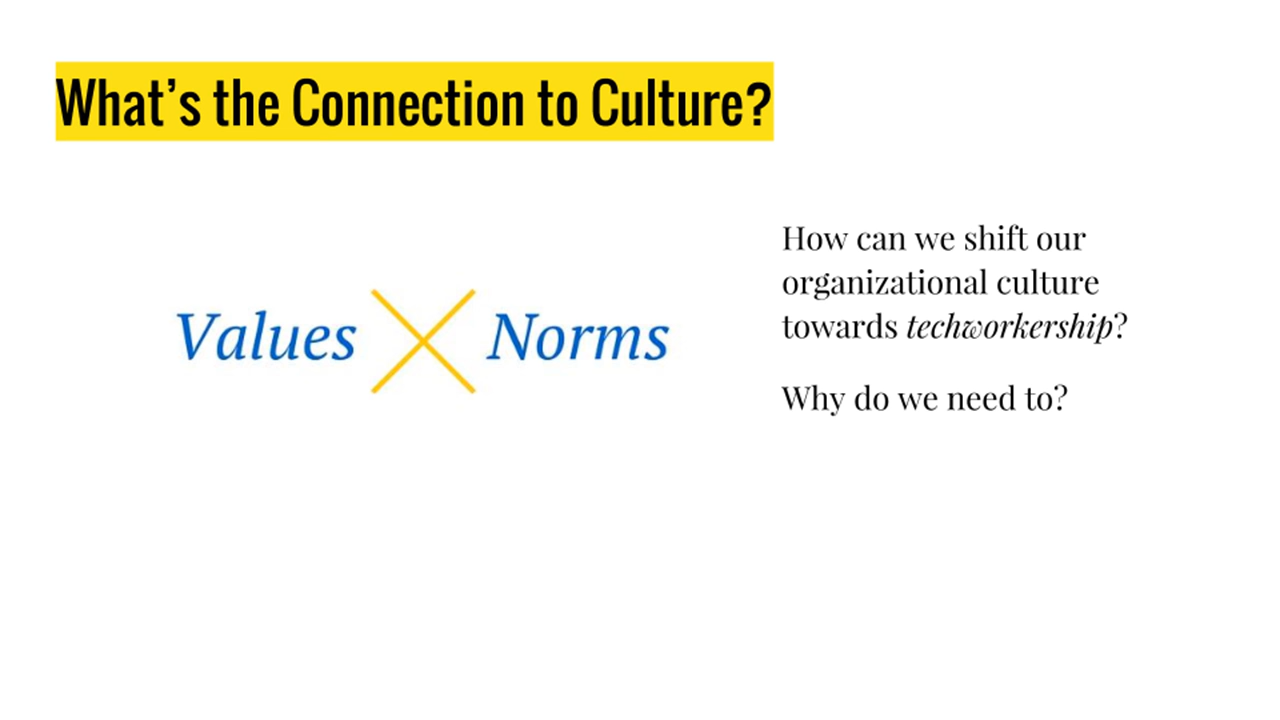 What’s the Connection to Culture?
Values Norms
How can we shift our
organizational culture
towards techworkership?
Why do we need to?